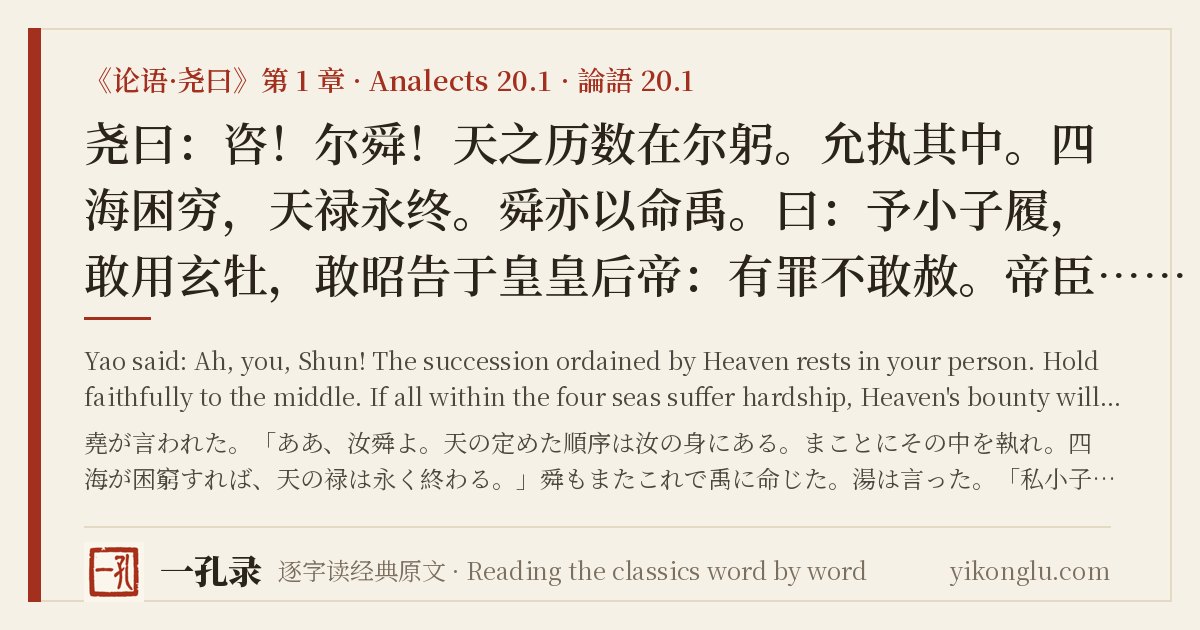 《论语·尧曰》第 1 章 · Analects 20.1 · 論語 20.1
尧曰：咨！尔舜！天之历数在尔躬。允执其中。四
海困穷，天禄永终。舜亦以命禹。曰：予小子履，
敢用玄牡，敢昭告于皇皇后帝：有罪不敢赦。帝臣……
Yao said: Ah, you, Shun! The succession ordained by Heaven rests in your person. Hold
faithfully to the middle. If all within the four seas suffer hardship, Heaven's bounty will...
堯が言われた。「ああ、汝舜よ。天の定めた順序は汝の身にある。まことにその中を執れ。四
海が困窮すれば、天の禄は永く終わる。」舜もまたこれで禹に命じた。湯は言った。「私小子…
一孔
一孔录 逐字读经典原文 · Reading the classics word by word yikonglu.com